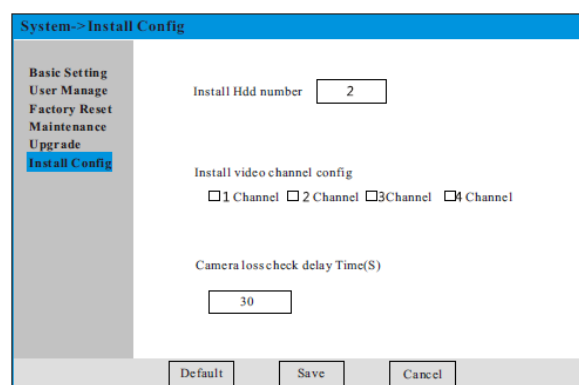 System->Install Config
Basic Setting
User Manage
Factory Reset
Maintenance
Upgrade
Install Config
Install Hdd number 2
Install video channel config
1 Channel 2 Channel 3Channel 4 Channel
Camera loss check delay Time(S)
30
Default Save Cancel